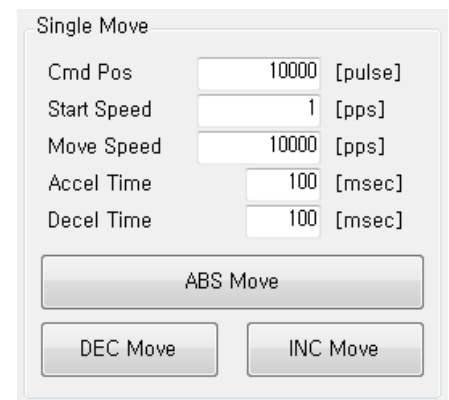 Single Move
Cmd Pos 10000 [pulse]
Start Speed 1 [pps]
Move Speed 10000 [pps]
Accel Time 100 [msec]
Decel Time 100 [msec]
ABS Move
DEC Move INC Move